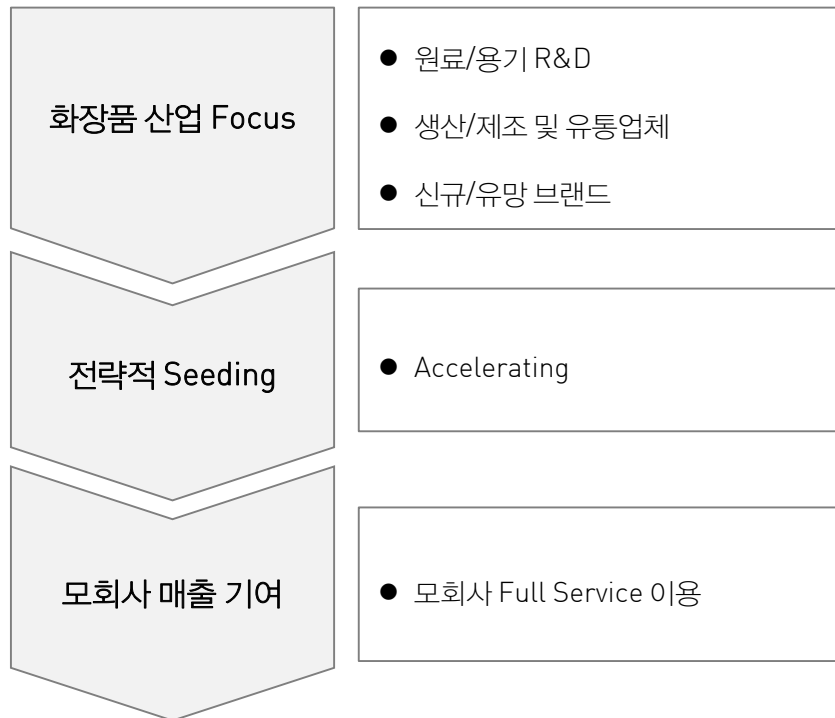 화장품 산업 Focus
● 원료/용기 R&D
● 생산/제조 및 유통업체
● 신규/유망 브랜드
전략적 Seeding
● Accelerating
모회사 매출 기여
● 모회사 Full Service 이용